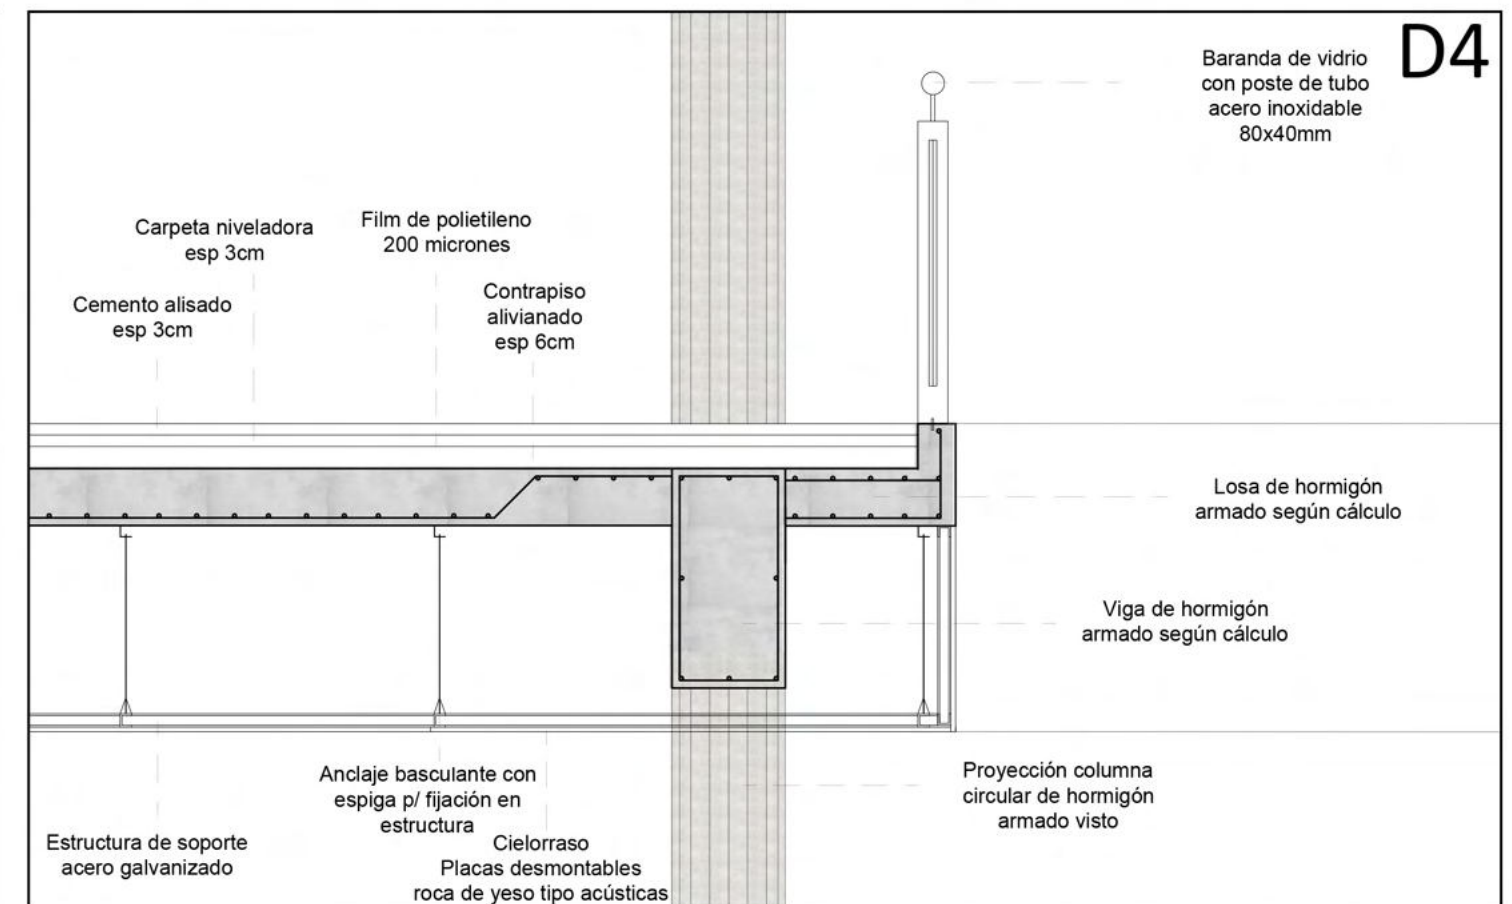 D4
Baranda de vidrio
con poste de tubo
acero inoxidable
80x40mm
Carpeta niveladora
esp 3cm
Film de polietileno
200 micrones
Cemento alisado
esp 3cm
Contrapiso
alivianado
esp 6cm
Losa de hormigón
armado según cálculo
Viga de hormigón
armado según cálculo
Anclaje basculante con
espiga p/ fijación en
estructura
Proyección columna
circular de hormigón
armado visto
Estructura de soporte
acero galvanizado
Cielorraso
Placas desmontables
roca de yeso tipo acústicas